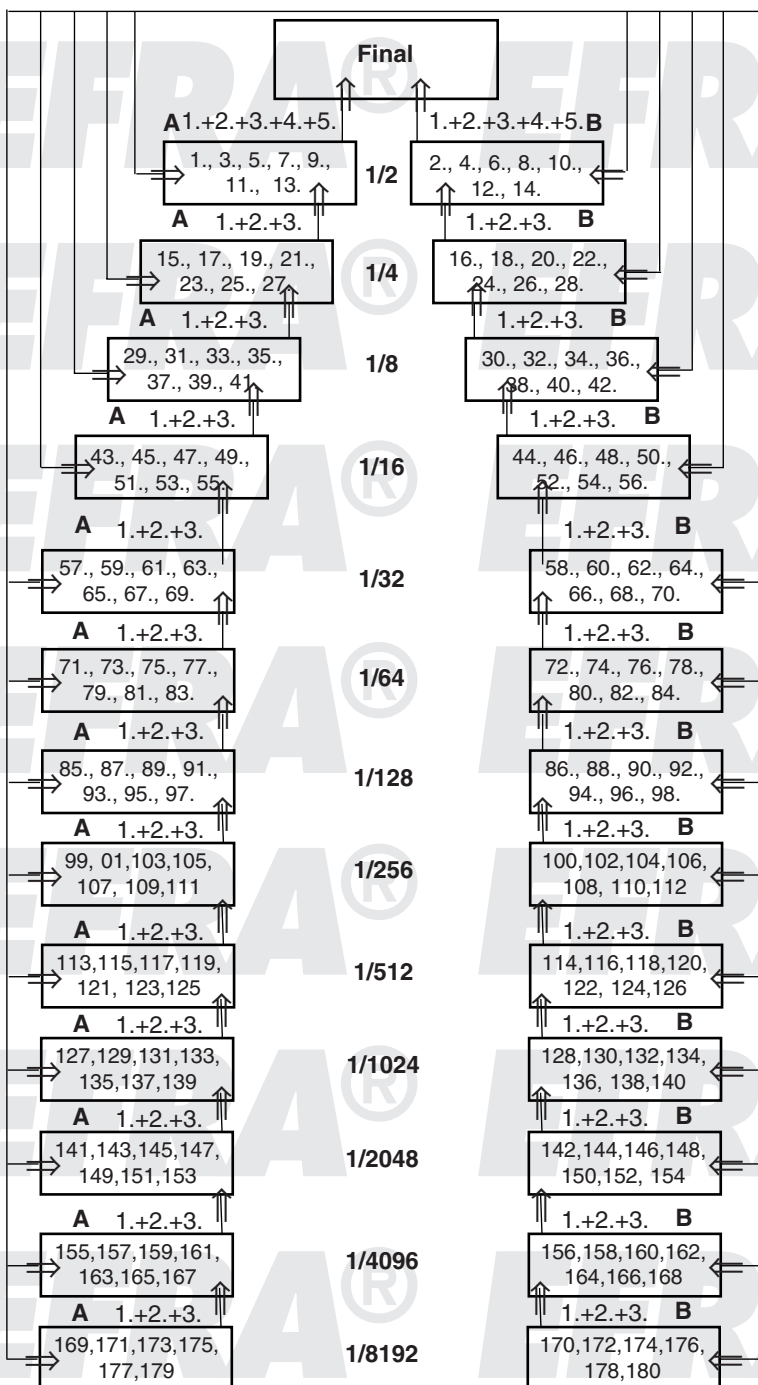 Final
A 1.+2.+3.+4.+5. 1.+2.+3.+4.+5. B
1., 3., 5., 7., 9.,
11., 13.
1/2
2., 4., 6., 8., 10.,
12., 14.
A 1.+2.+3. 1.+2.+3. B
15., 17., 19., 21.,
23., 25., 27.
1/4
16., 18., 20., 22.,
24., 26., 28.
A 1.+2.+3. 1.+2.+3. B
29., 31., 33., 35.,
37., 39., 41.
1/8
30., 32., 34., 36.,
38., 40., 42.
A 1.+2.+3. 1.+2.+3. B
43., 45., 47., 49.,
51., 53., 55.
1/16
44., 46., 48., 50.,
52., 54., 56.
A 1.+2.+3. 1.+2.+3. B
57., 59., 61., 63.,
65., 67., 69.
1/32
58., 60., 62., 64.,
66., 68., 70.
A 1.+2.+3. 1.+2.+3. B
71., 73., 75., 77.,
79., 81., 83.
1/64
72., 74., 76., 78.,
80., 82., 84.
A 1.+2.+3. 1.+2.+3. B
85., 87., 89., 91.,
93., 95., 97.
1/128
86., 88., 90., 92.,
94., 96., 98.
A 1.+2.+3. 1.+2.+3. B
99, 01,103,105,
107, 109,111
1/256
100,102,104,106,
108, 110,112
A 1.+2.+3. 1.+2.+3. B
113,115,117,119,
121, 123,125
1/512
114,116,118,120,
122, 124,126
A 1.+2.+3. 1.+2.+3. B
127,129,131,133,
135,137,139
1/1024
128,130,132,134,
136, 138,140
A 1.+2.+3. 1.+2.+3. B
141,143,145,147,
149,151,153
1/2048
142,144,146,148,
150,152, 154
A 1.+2.+3. 1.+2.+3. B
155,157,159,161,
163,165,167
1/4096
156,158,160,162,
164,166,168
A 1.+2.+3. 1.+2.+3. B
169,171,173,175,
177,179
1/8192
170,172,174,176,
178,180
EFRA® EFRA
EFRA® EFRA
EFRA® EFRA
EFRA® EFRA
EFRA® EFRA
EFRA® EFRA
EFRA® EFRA